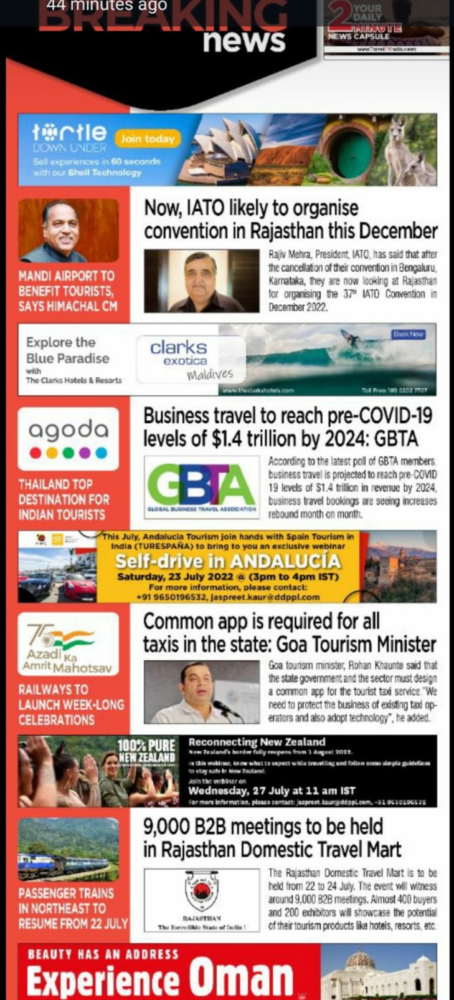 44 minutes ago
BREAKING
news
2 YOUR
DAILY
MINUTE
NEWS CAPSULE
www.TravelTVIndia.news
tortle
DOWN UNDER
Join today
Sell experiences in 60 seconds
with our Shell Technology
MANDI AIRPORT TO
BENEFIT TOURISTS,
SAYS HIMACHAL CM
Now, IATO likely to organise
convention in Rajasthan this December
Rajiv Mehra, President, IATO, has said that after
the cancellation of their convention in Bengaluru,
Karnataka, they are now looking at Rajasthan
for organising the 37th IATO Convention in
December 2022.
Explore the
Blue Paradise
with
The Clarks Hotels & Resorts
clarks
exotica
Maldives
Book Now
www.theclarkshotels.com
Toll Free: 180 0202 7707
agoda
THAILAND TOP
DESTINATION FOR
INDIAN TOURISTS
Business travel to reach pre-COVID-19
levels of $1.4 trillion by 2024: GBTA
GBTA
GLOBAL BUSINESS TRAVEL ASSOCIATION
According to the latest poll of GBTA members,
business travel is projected to reach pre-COVID
19 levels of $1.4 trillion in revenue by 2024,
business travel bookings are seeing increases
rebound month on month.
This July, Andalucia Tourism join hands with Spain Tourism in
India (TURESPAÑA) to bring to you an exclusive webinar
Self-drive in ANDALUCÍA
Saturday, 23 July 2022 @ (3pm to 4pm IST)
For more information, please contact:
+91 9650196532, jaspreet.kaur@ddppl.com
75
Azadi Ka
Amrit Mahotsav
RAILWAYS TO
LAUNCH WEEK-LONG
CELEBRATIONS
Common app is required for all
taxis in the state: Goa Tourism Minister
Goa tourism minister, Rohan Khaunte said that
the state government and the sector must design
a common app for the tourist taxi service."We
need to protect the business of existing taxi op-
erators and also adopt technology", he added.
100% PURE
NEW ZEALAND
Reconnecting New Zealand
New Zealand's border fully reopens from 1 August 2022.
In this webinar, know what to expect while travelling and follow some simple guidelines
to stay safe in New Zealand.
Join the webinar on
Wednesday, 27 July at 11 am IST
For more information, please contact: jaspreet.kaur@ddppl.com, +91 9650196532
PASSENGER TRAINS
IN NORTHEAST TO
RESUME FROM 22 JULY
9,000 B2B meetings to be held
in Rajasthan Domestic Travel Mart
RAJASTHAN
The Incredible State of India !
The Rajasthan Domestic Travel Mart is to be
held from 22 to 24 July. The event will witness
around 9,000 B2B meetings. Almost 400 buyers
and 200 exhibitors will showcase the potential
of their tourism products like hotels, resorts, etc.
BEAUTY HAS AN ADDRESS
Experience Oman